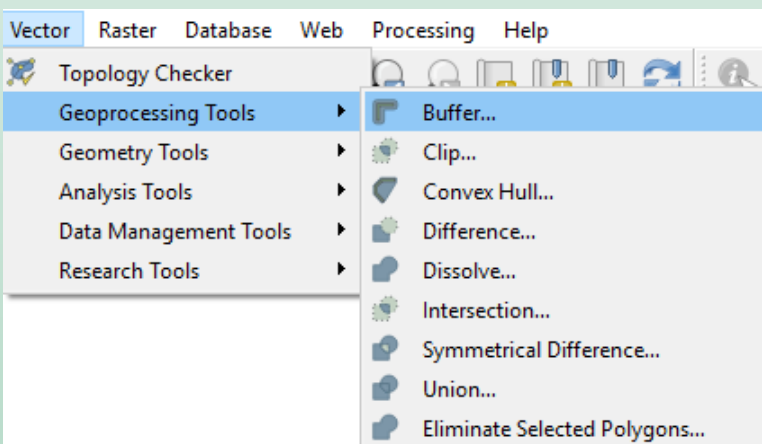 Vector Raster Database Web Processing Help
Topology Checker
Geoprocessing Tools
Geometry Tools
Analysis Tools
Data Management Tools
Research Tools
Buffer...
Clip...
Convex Hull...
Difference...
Dissolve...
Intersection...
Symmetrical Difference...
Union...
Eliminate Selected Polygons...